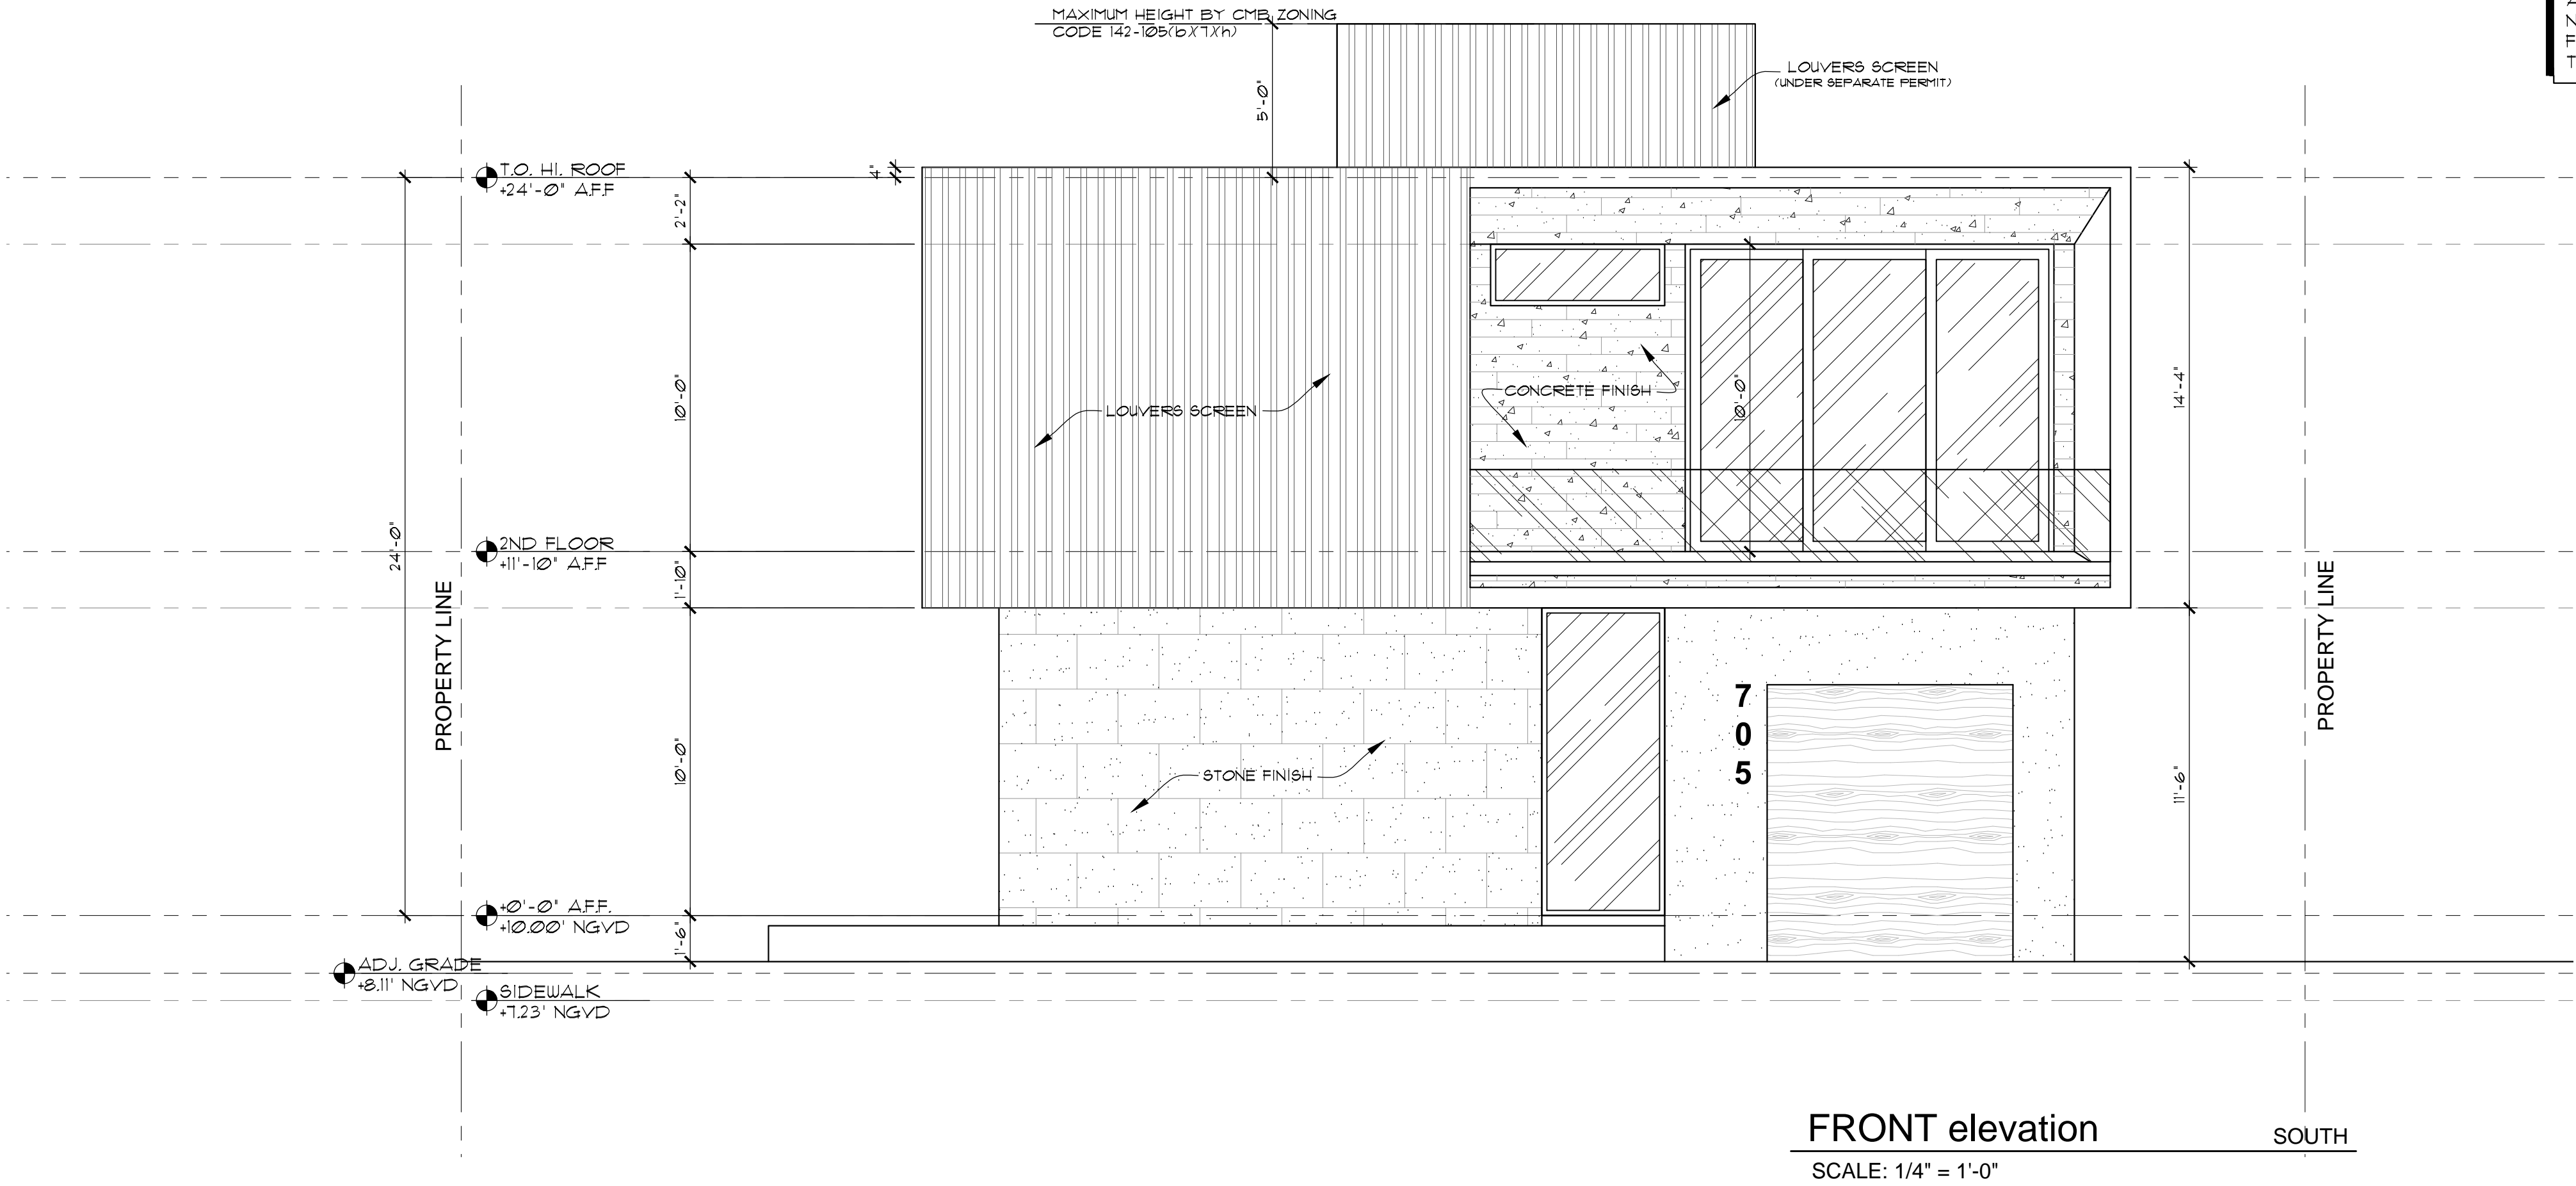 MAXIMUM HEIGHT BY CMB ZONING
CODE 142-105(b)(7)(h)
5'-0"
LOUVERS SCREEN
(UNDER SEPARATE PERMIT)
T.O. HI. ROOF
+24'-0" A.F.F
4"
2'-2"
10'-0"
LOUVERS SCREEN
CONCRETE FINISH
10'-0"
14'-4"
24'-0"
2ND FLOOR
+11'-10" A.F.F
1'-10"
PROPERTY LINE
PROPERTY LINE
10'-0"
7
0
5
STONE FINISH
11'-6"
+0'-0" A.F.F.
+10.00' NGVD
1'-6"
ADJ. GRADE
+8.11' NGVD
SIDEWALK
+7.23' NGVD
FRONT elevation
SOUTH
SCALE: 1/4" = 1'-0"